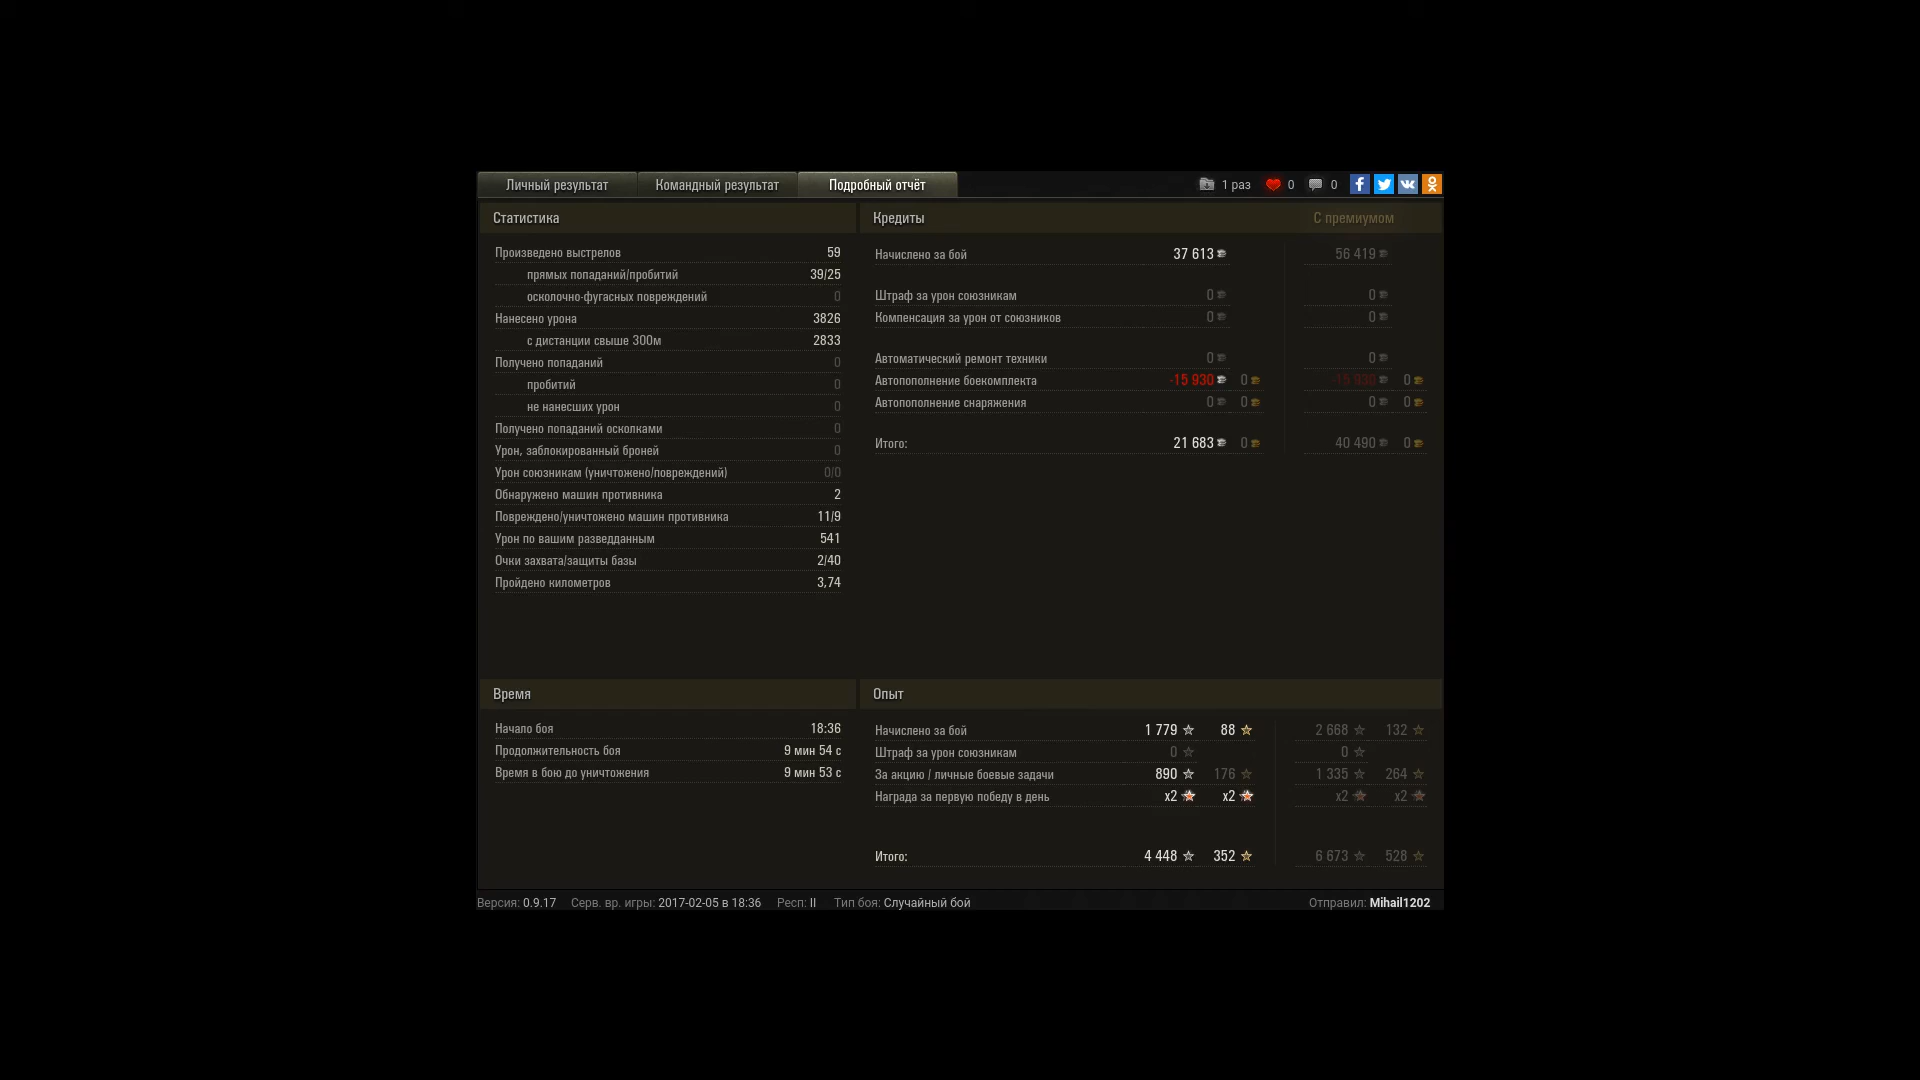 Личный результат Командный результат Подробный отчёт 1 раз 0 0
Статистика
Произведено выстрелов 59
прямых попаданий/пробитий 39/25
осколочно-фугасных повреждений 0
Нанесено урона 3826
с дистанции свыше 300м 2833
Получено попаданий 0
пробитий 0
не нанесших урон 0
Получено попаданий осколками 0
Урон, заблокированный броней 0
Урон союзникам (уничтожено/повреждений) 0/0
Обнаружено машин противника 2
Повреждено/уничтожено машин противника 11/9
Урон по вашим разведданным 541
Очки захвата/защиты базы 2/40
Пройдено километров 3,74
Кредиты С премиумом
Начислено за бой 37 613 56 419
Штраф за урон союзникам 0 0
Компенсация за урон от союзников 0 0
Автоматический ремонт техники 0 0
Автопополнение боекомплекта -15 930 0 -15 930 0
Автопополнение снаряжения 0 0 0 0
Итого: 21 683 0 40 490 0
Время
Начало боя 18:36
Продолжительность боя 9 мин 54 с
Время в бою до уничтожения 9 мин 53 с
Опыт
Начислено за бой 1 779 88 2 668 132
Штраф за урон союзникам 0 0
За акцию / личные боевые задачи 890 176 1 335 264
Награда за первую победу в день x2 x2 x2 x2
Итого: 4 448 352 6 673 528
Версия: 0.9.17 Серв. вр. игры: 2017-02-05 в 18:36 Респ: II Тип боя: Случайный бой Отправил: Mihail1202